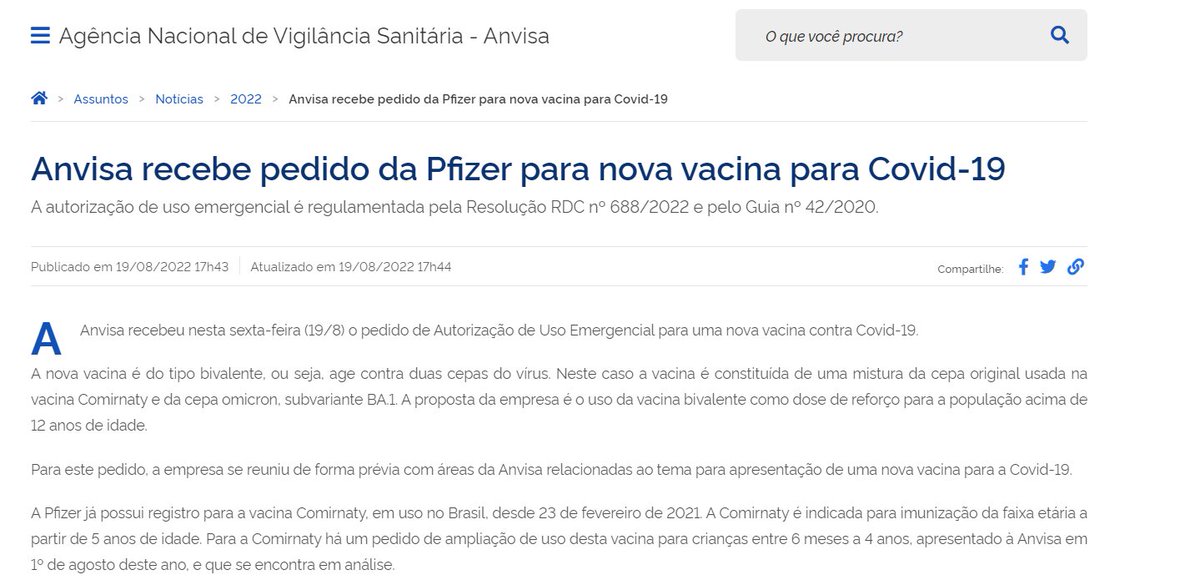 Agência Nacional de Vigilância Sanitária - Anvisa
O que você procura?
> Assuntos > Notícias > 2022 > Anvisa recebe pedido da Pfizer para nova vacina para Covid-19
Anvisa recebe pedido da Pfizer para nova vacina para Covid-19
A autorização de uso emergencial é regulamentada pela Resolução RDC nº 688/2022 e pelo Guia nº 42/2020.
Publicado em 19/08/2022 17h43 Atualizado em 19/08/2022 17h44
Compartilhe:
A Anvisa recebeu nesta sexta-feira (19/8) o pedido de Autorização de Uso Emergencial para uma nova vacina contra Covid-19.
A nova vacina é do tipo bivalente, ou seja, age contra duas cepas do vírus. Neste caso a vacina é constituída de uma mistura da cepa original usada na
vacina Comirnaty e da cepa omicron, subvariante BA.1. A proposta da empresa é o uso da vacina bivalente como dose de reforço para a população acima de
12 anos de idade.
Para este pedido, a empresa se reuniu de forma prévia com áreas da Anvisa relacionadas ao tema para apresentação de uma nova vacina para a Covid-19.
A Pfizer já possui registro para a vacina Comirnaty, em uso no Brasil, desde 23 de fevereiro de 2021. A Comirnaty é indicada para imunização da faixa etária a
partir de 5 anos de idade. Para a Comirnaty há um pedido de ampliação de uso desta vacina para crianças entre 6 meses a 4 anos, apresentado à Anvisa em
1º de agosto deste ano, e que se encontra em análise.